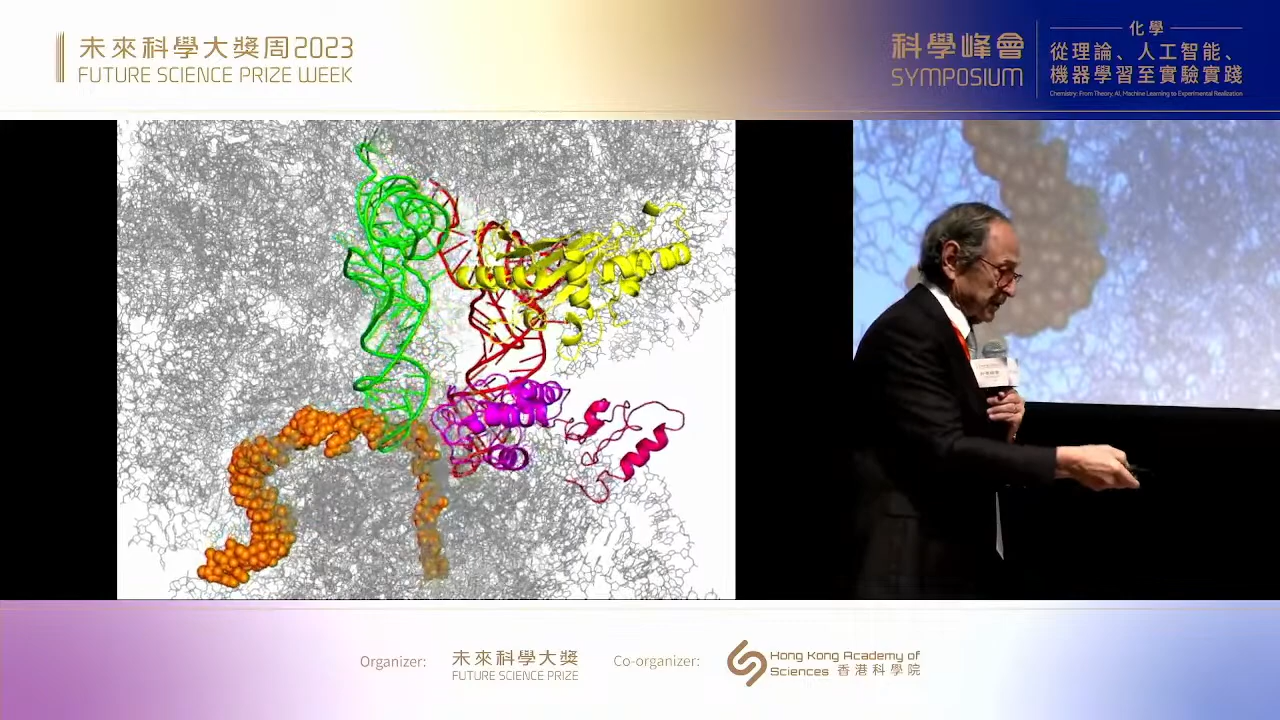 未來科學大獎周2023
FUTURE SCIENCE PRIZE WEEK
科學峰會
SYMPOSIUM
化學
從理論、人工智能、
機器學習至實驗實踐
Chemistry: From Theory, AI, Machine Learning to Experimental Realization
Organizer:
未來科學大獎
FUTURE SCIENCE PRIZE
Co-organizer:
Hong Kong Academy of
Sciences 香港科學院